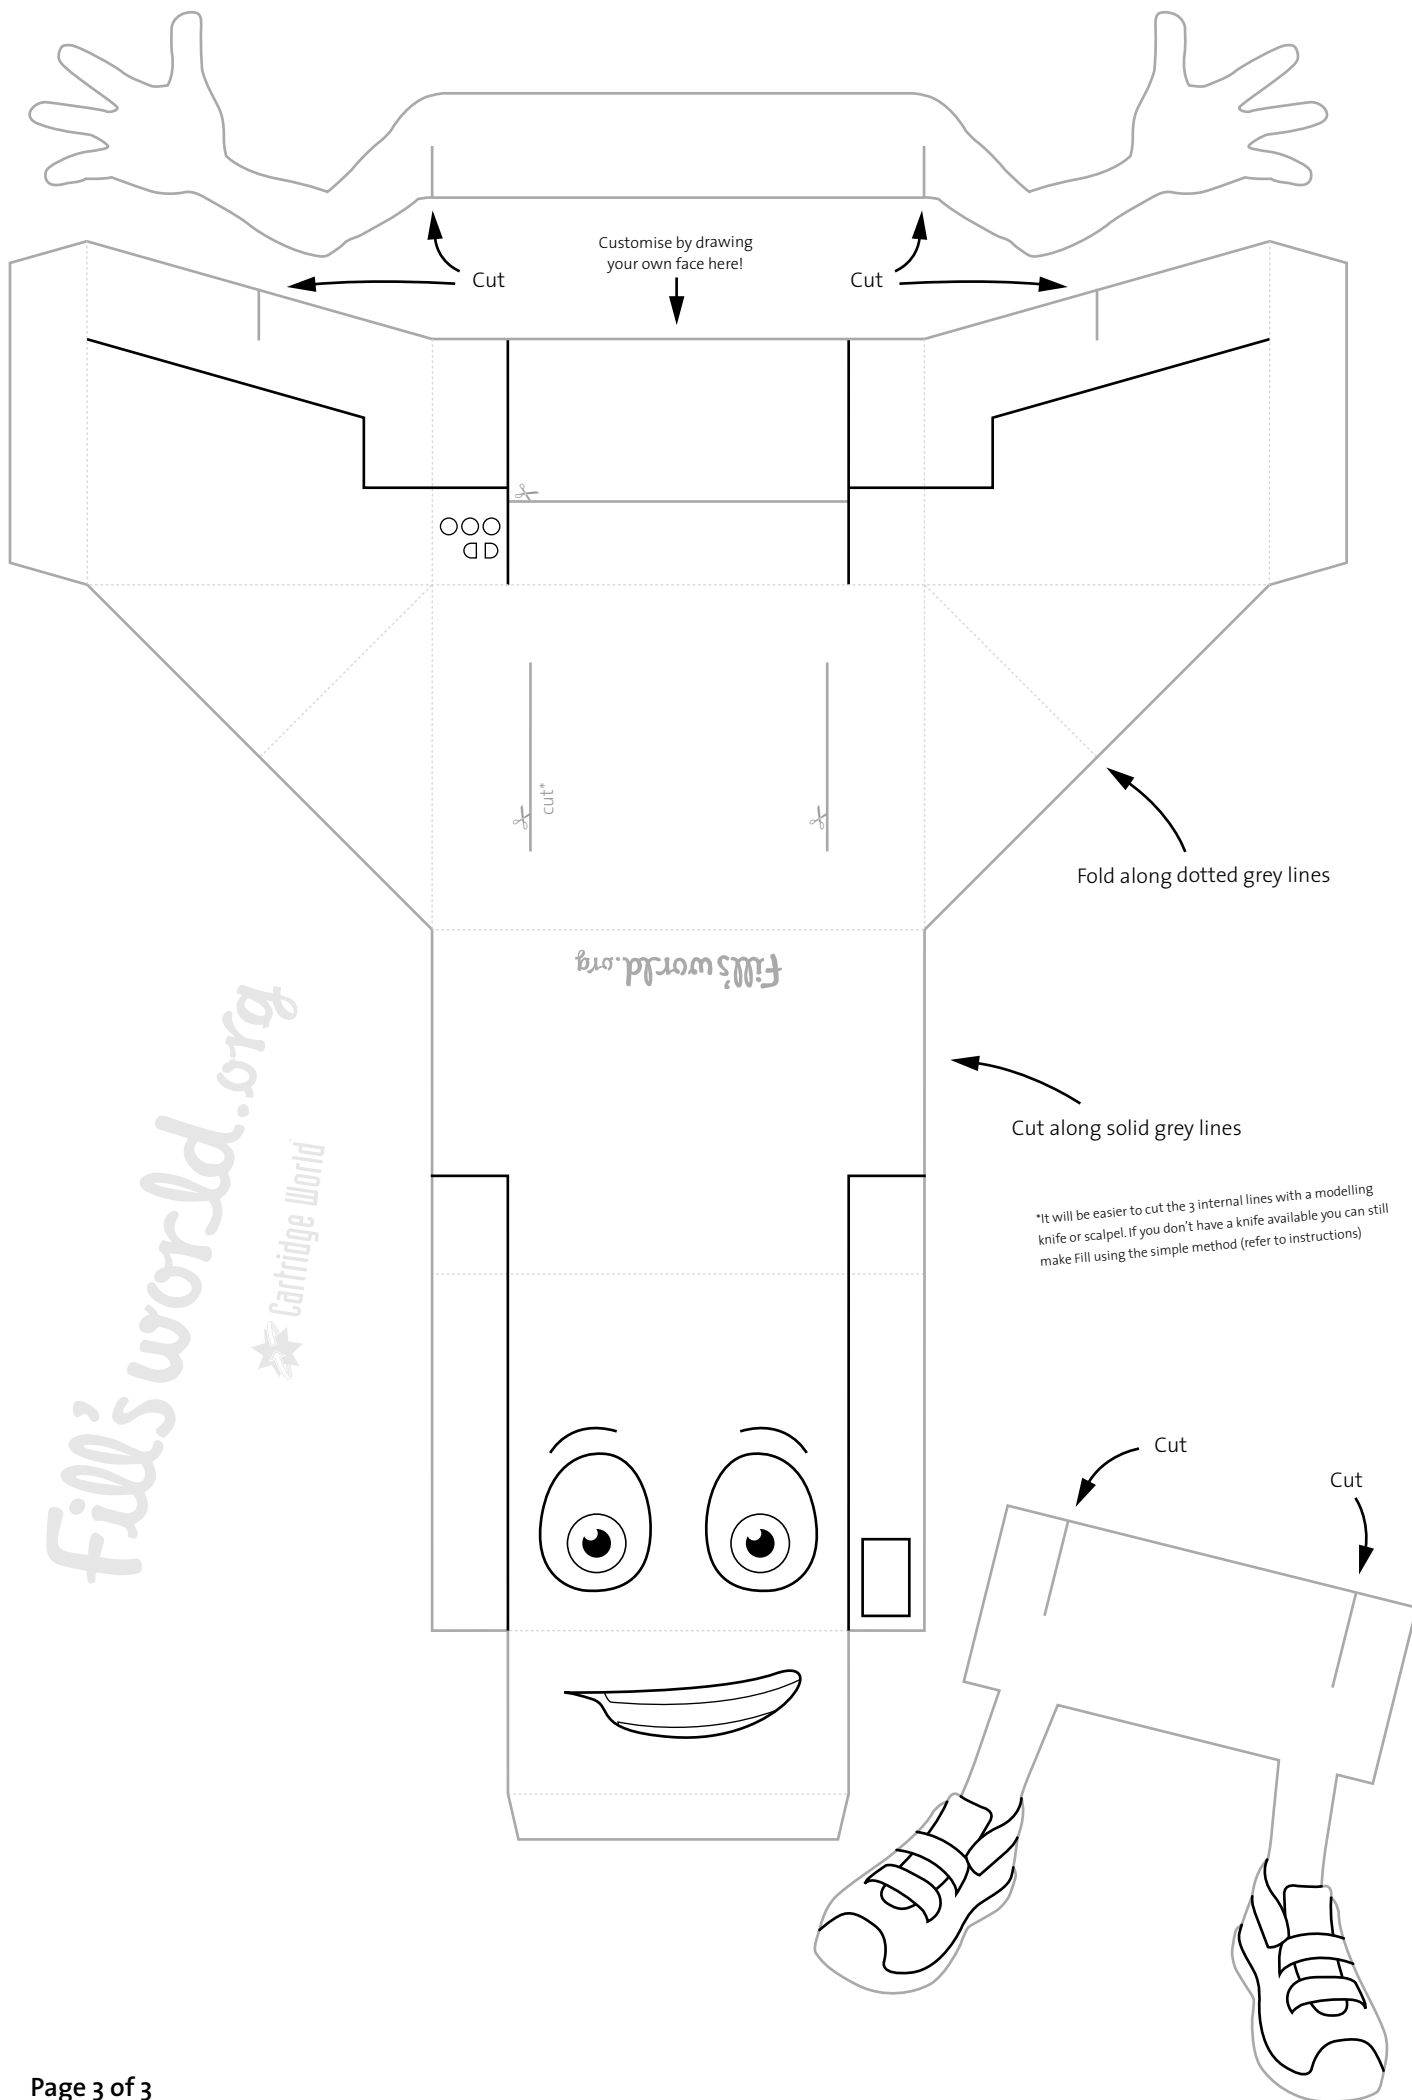 Customise by drawing
your own face here!
Cut
Cut
cut*
Fold along dotted grey lines
fill'sworld.org
Cut along solid grey lines
*It will be easier to cut the 3 internal lines with a modelling
knife or scalpel. If you don't have a knife available you can still
make Fill using the simple method (refer to instructions)
fill'sworld.org
Cartridge World
Cut
Cut
Page 3 of 3